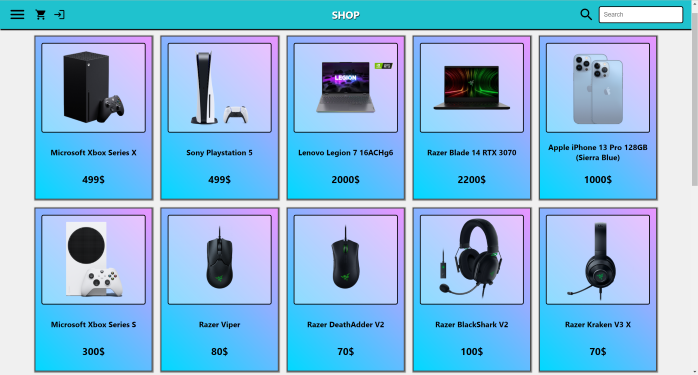 SHOP
Search
LEGION
Microsoft Xbox Series X
499$
Sony Playstation 5
499$
Lenovo Legion 7 16ACHg6
2000$
Razer Blade 14 RTX 3070
2200$
Apple iPhone 13 Pro 128GB
(Sierra Blue)
1000$
Microsoft Xbox Series S
300$
Razer Viper
80$
Razer DeathAdder V2
70$
Razer BlackShark V2
100$
Razer Kraken V3 X
70$